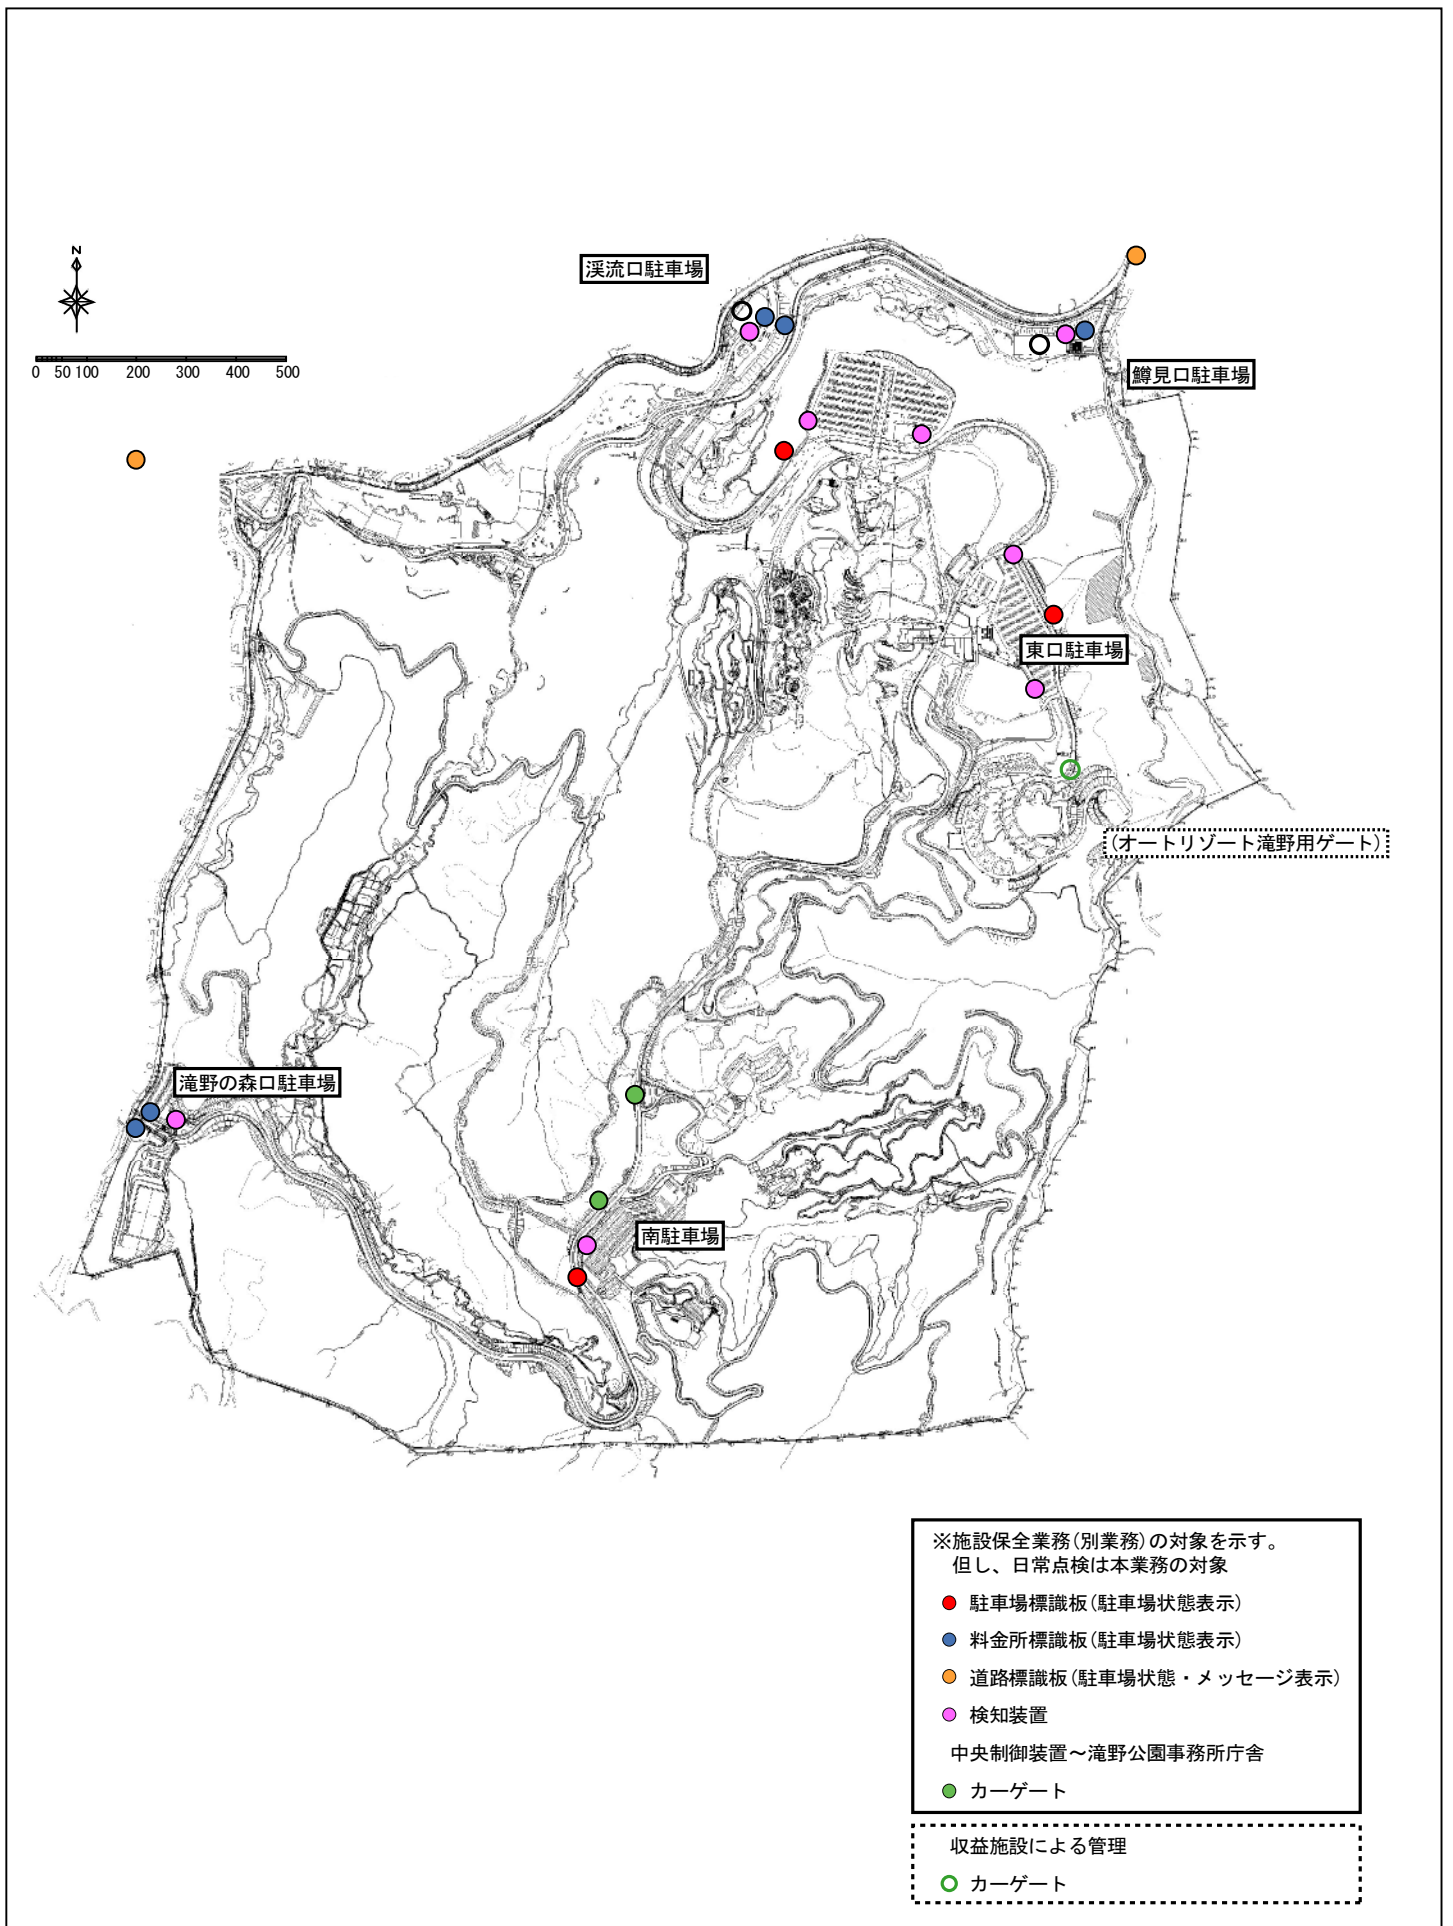 N
渓流口駐車場
0 50 100 200 300 400 500
鱒見口駐車場
東口駐車場
(オートリゾート滝野用ゲート)
滝野の森口駐車場
南駐車場
※施設保全業務(別業務)の対象を示す。
但し、日常点検は本業務の対象
駐車場標識板(駐車場状態表示)
料金所標識板(駐車場状態表示)
道路標識板(駐車場状態・メッセージ表示)
検知装置
中央制御装置～滝野公園事務所庁舎
カーゲート
収益施設による管理
カーゲート